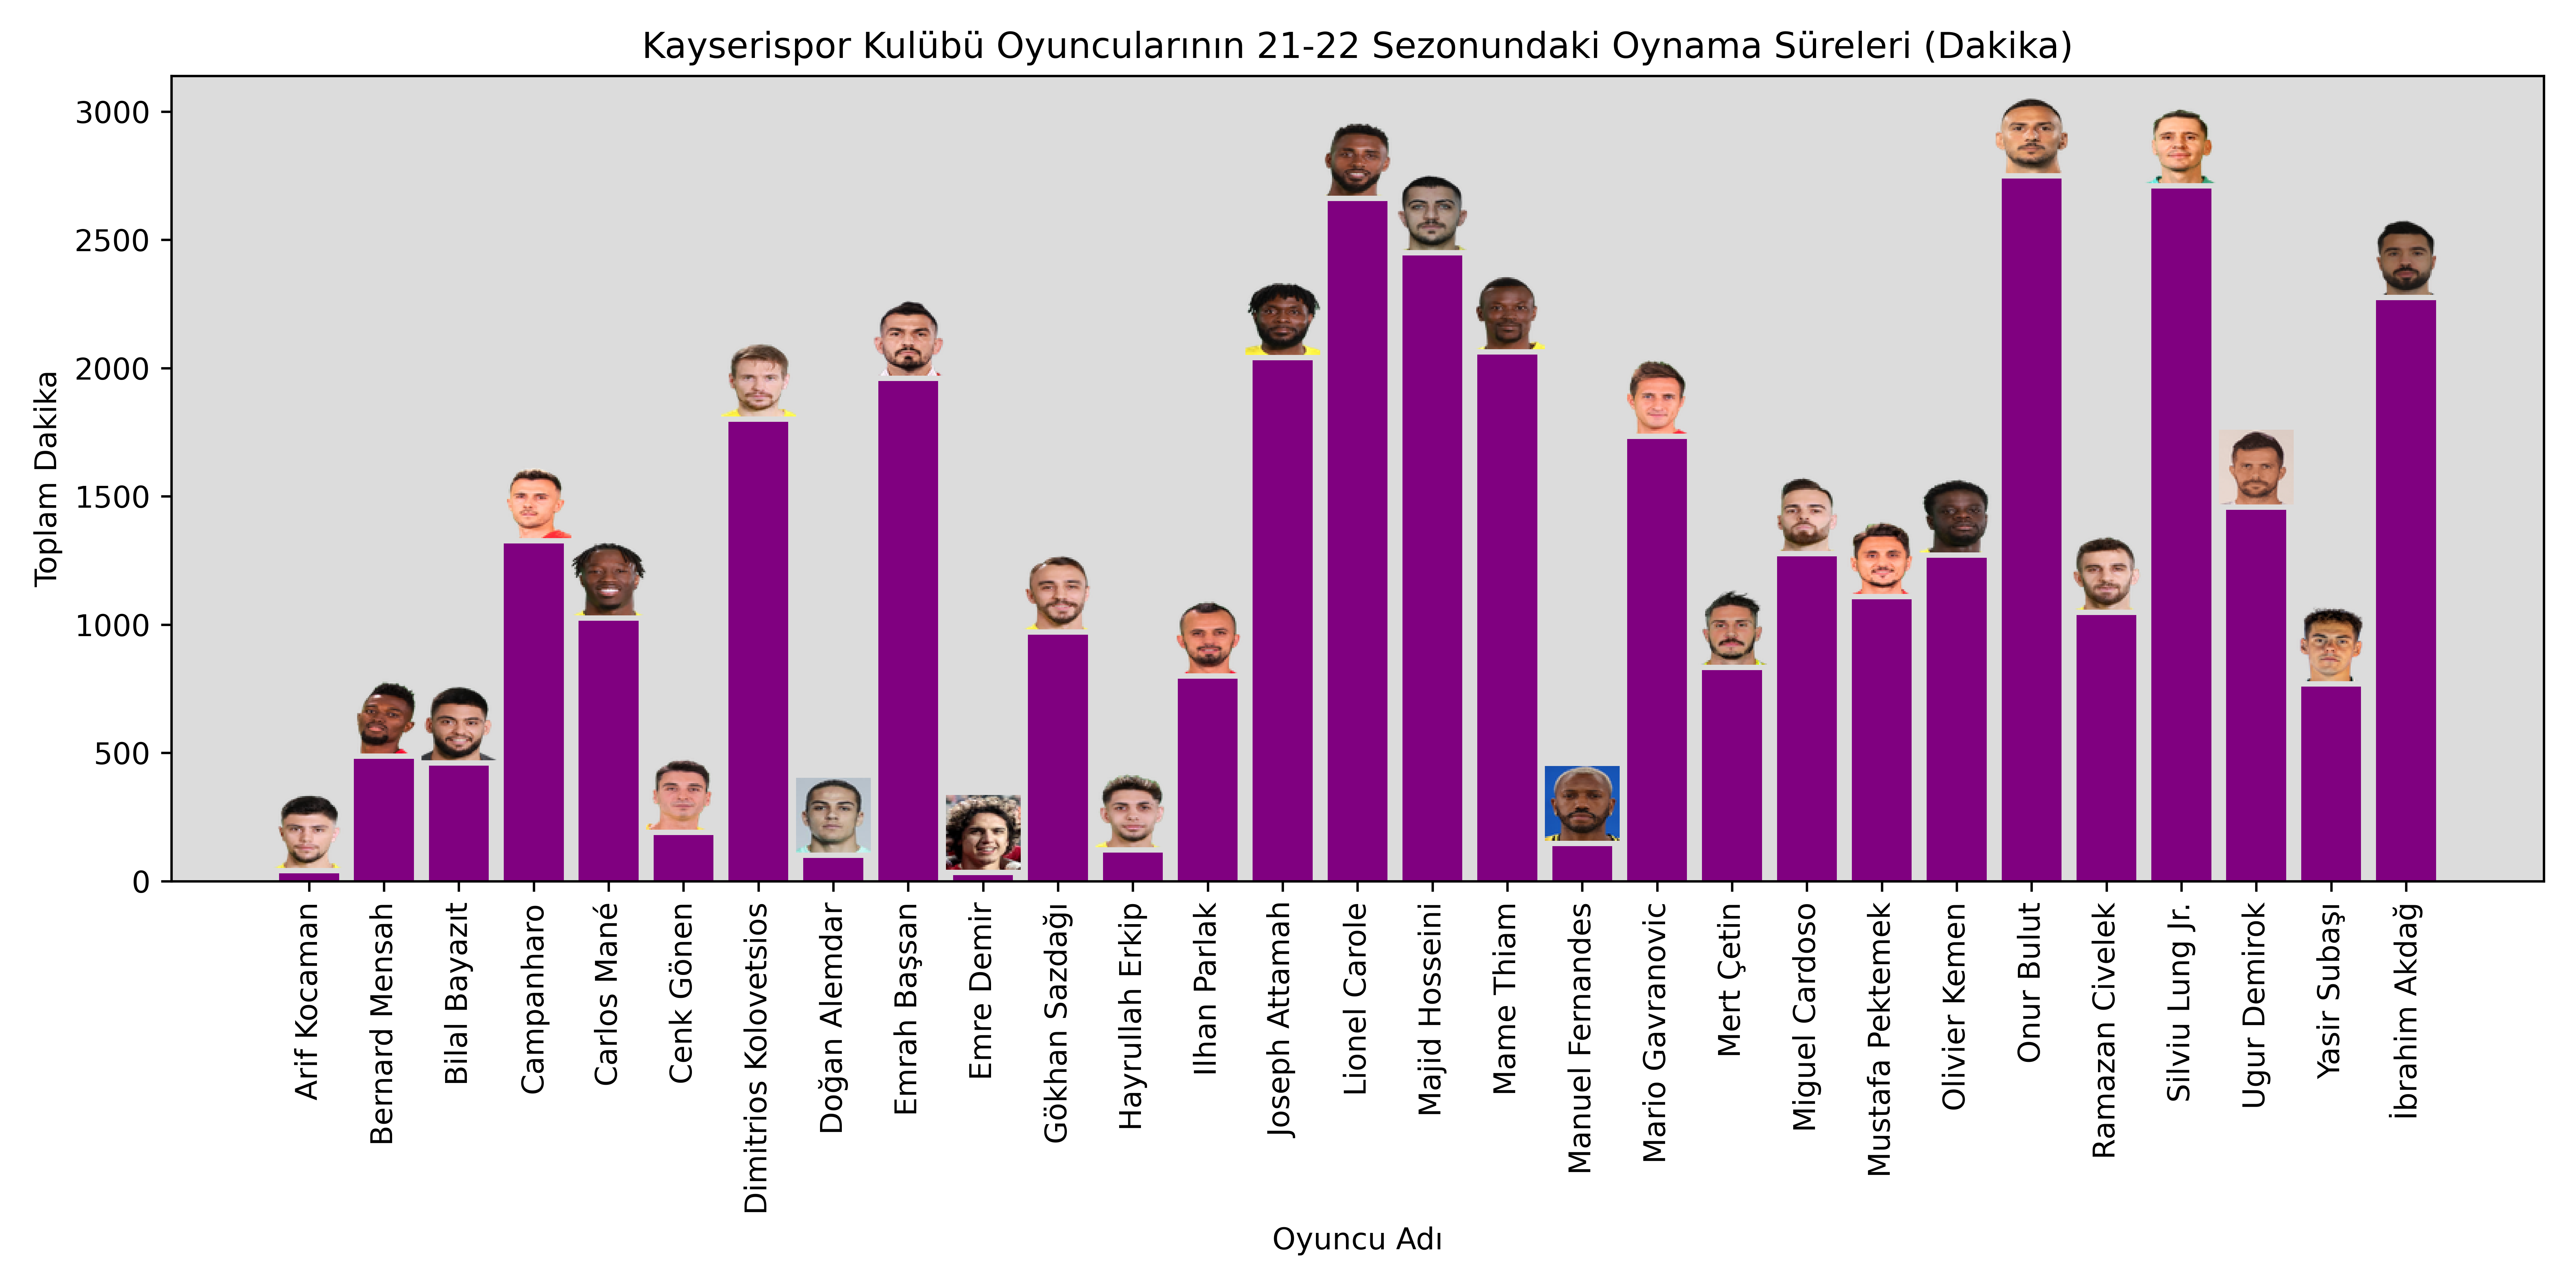 Kayserispor Kulübü Oyuncularının 21-22 Sezonundaki Oynama Süreleri (Dakika)
Toplam Dakika
3000
2500
2000
1500
1000
500
0
Arif Kocaman
Bernard Mensah
Bilal Bayazıt
Campanharo
Carlos Mané
Cenk Gönen
Dimitrios Kolovetsios
Doğan Alemdar
Emrah Başsan
Emre Demir
Gökhan Sazdağı
Hayrullah Erkip
Ilhan Parlak
Joseph Attamah
Lionel Carole
Majid Hosseini
Mame Thiam
Manuel Fernandes
Mario Gavranovic
Mert Çetin
Miguel Cardoso
Mustafa Pektemek
Olivier Kemen
Onur Bulut
Ramazan Civelek
Silviu Lung Jr.
Ugur Demirok
Yasir Subaşı
İbrahim Akdağ
Oyuncu Adı